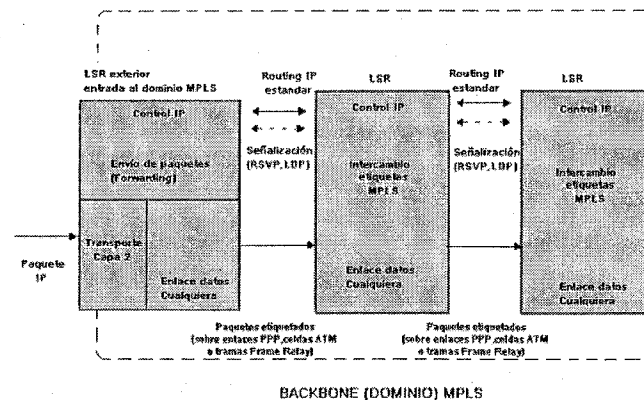 LSR exterior
entrada al dominio MPLS
Routing IP
estandar
LSR
Routing IP
estandar
LSR
Control IP
Control IP
Control IP
Envío de paquetes
(Forwarding)
Señalización
(RSVP,LDP)
Intercambio
etiquetas
MPLS
Señalización
(RSVP,LDP)
Intercambio
etiquetas
MPLS
Transporte
Capa 2
Paquete
IP
Enlace datos
Cualquiera
Enlace datos
Cualquiera
Enlace datos
Cualquiera
Paquetes etiquetados
(sobre enlaces PPP,celdas ATM
o tramas Frame Relay)
Paquetes etiquetados
(sobre enlaces PPP,celdas ATM
o tramas Frame Relay)
BACKBONE (DOMINIO) MPLS